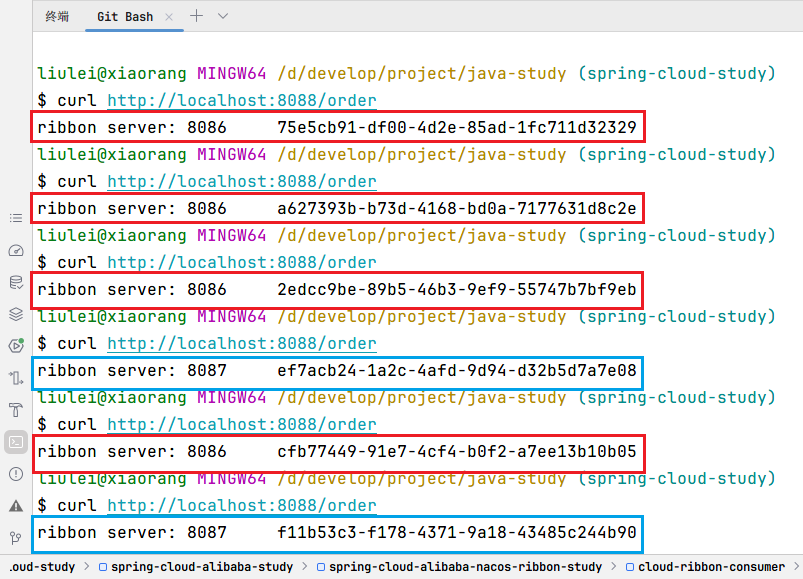 终端 Git Bash
liulei@xiaorang MINGW64 /d/develop/project/java-study (spring-cloud-study)
$ curl http://localhost:8088/order
ribbon server: 8086 75e5cb91-df00-4d2e-85ad-1fc711d32329
liulei@xiaorang MINGW64 /d/develop/project/java-study (spring-cloud-study)
$ curl http://localhost:8088/order
ribbon server: 8086 a627393b-b73d-4168-bd0a-7177631d8c2e
liulei@xiaorang MINGW64 /d/develop/project/java-study (spring-cloud-study)
$ curl http://localhost:8088/order
ribbon server: 8086 2edcc9be-89b5-46b3-9ef9-55747b7bf9eb
liulei@xiaorang MINGW64 /d/develop/project/java-study (spring-cloud-study)
$ curl http://localhost:8088/order
ribbon server: 8087 ef7acb24-1a2c-4afd-9d94-d32b5d7a7e08
liulei@xiaorang MINGW64 /d/develop/project/java-study (spring-cloud-study)
$ curl http://localhost:8088/order
ribbon server: 8086 cfb77449-91e7-4cf4-b0f2-a7ee13b10b05
liulei@xiaorang MINGW64 /d/develop/project/java-study (spring-cloud-study)
$ curl http://localhost:8088/order
ribbon server: 8087 f11b53c3-f178-4371-9a18-43485c244b90
.oud-study > spring-cloud-alibaba-study > spring-cloud-alibaba-nacos-ribbon-study > cloud-ribbon-consumer >